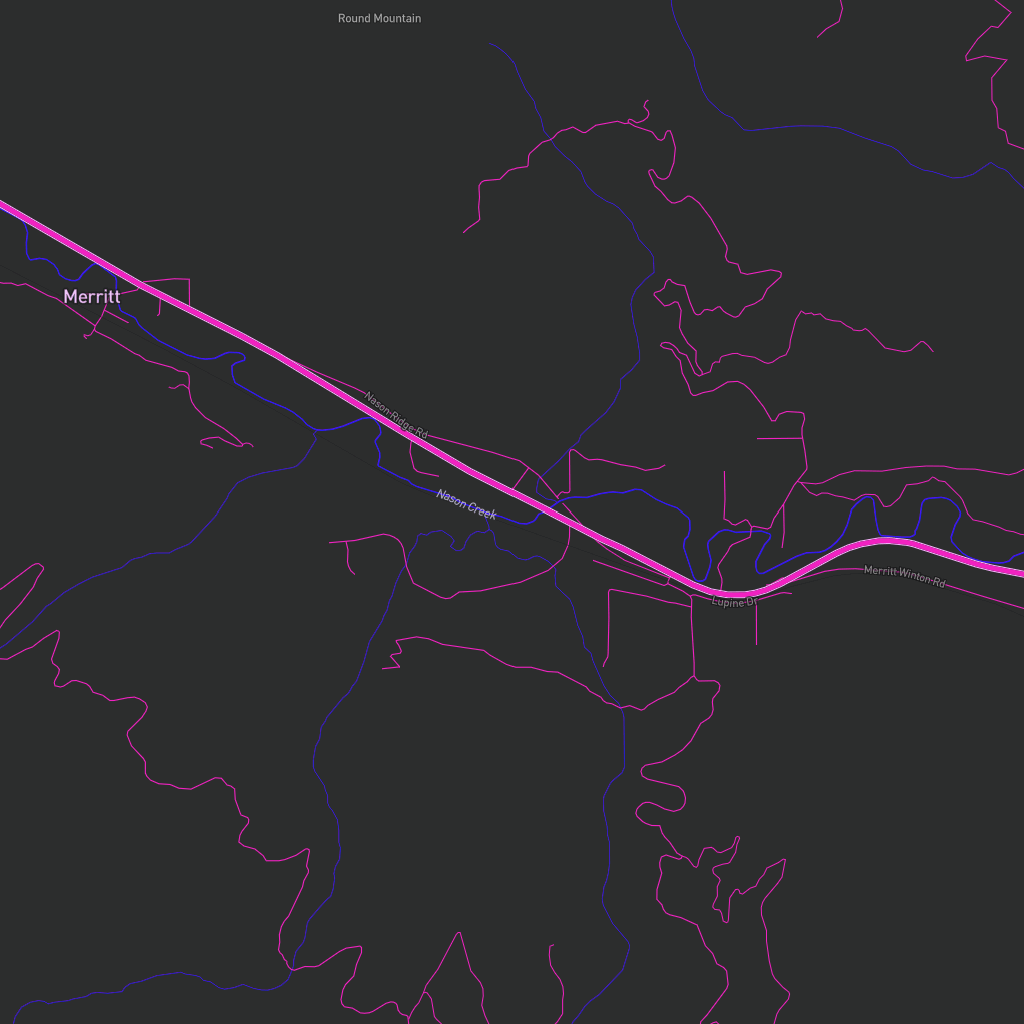 Round Mountain
Merritt
Nason Ridge Rd
Nason Creek
Merritt Winton Rd
Lupine Dr